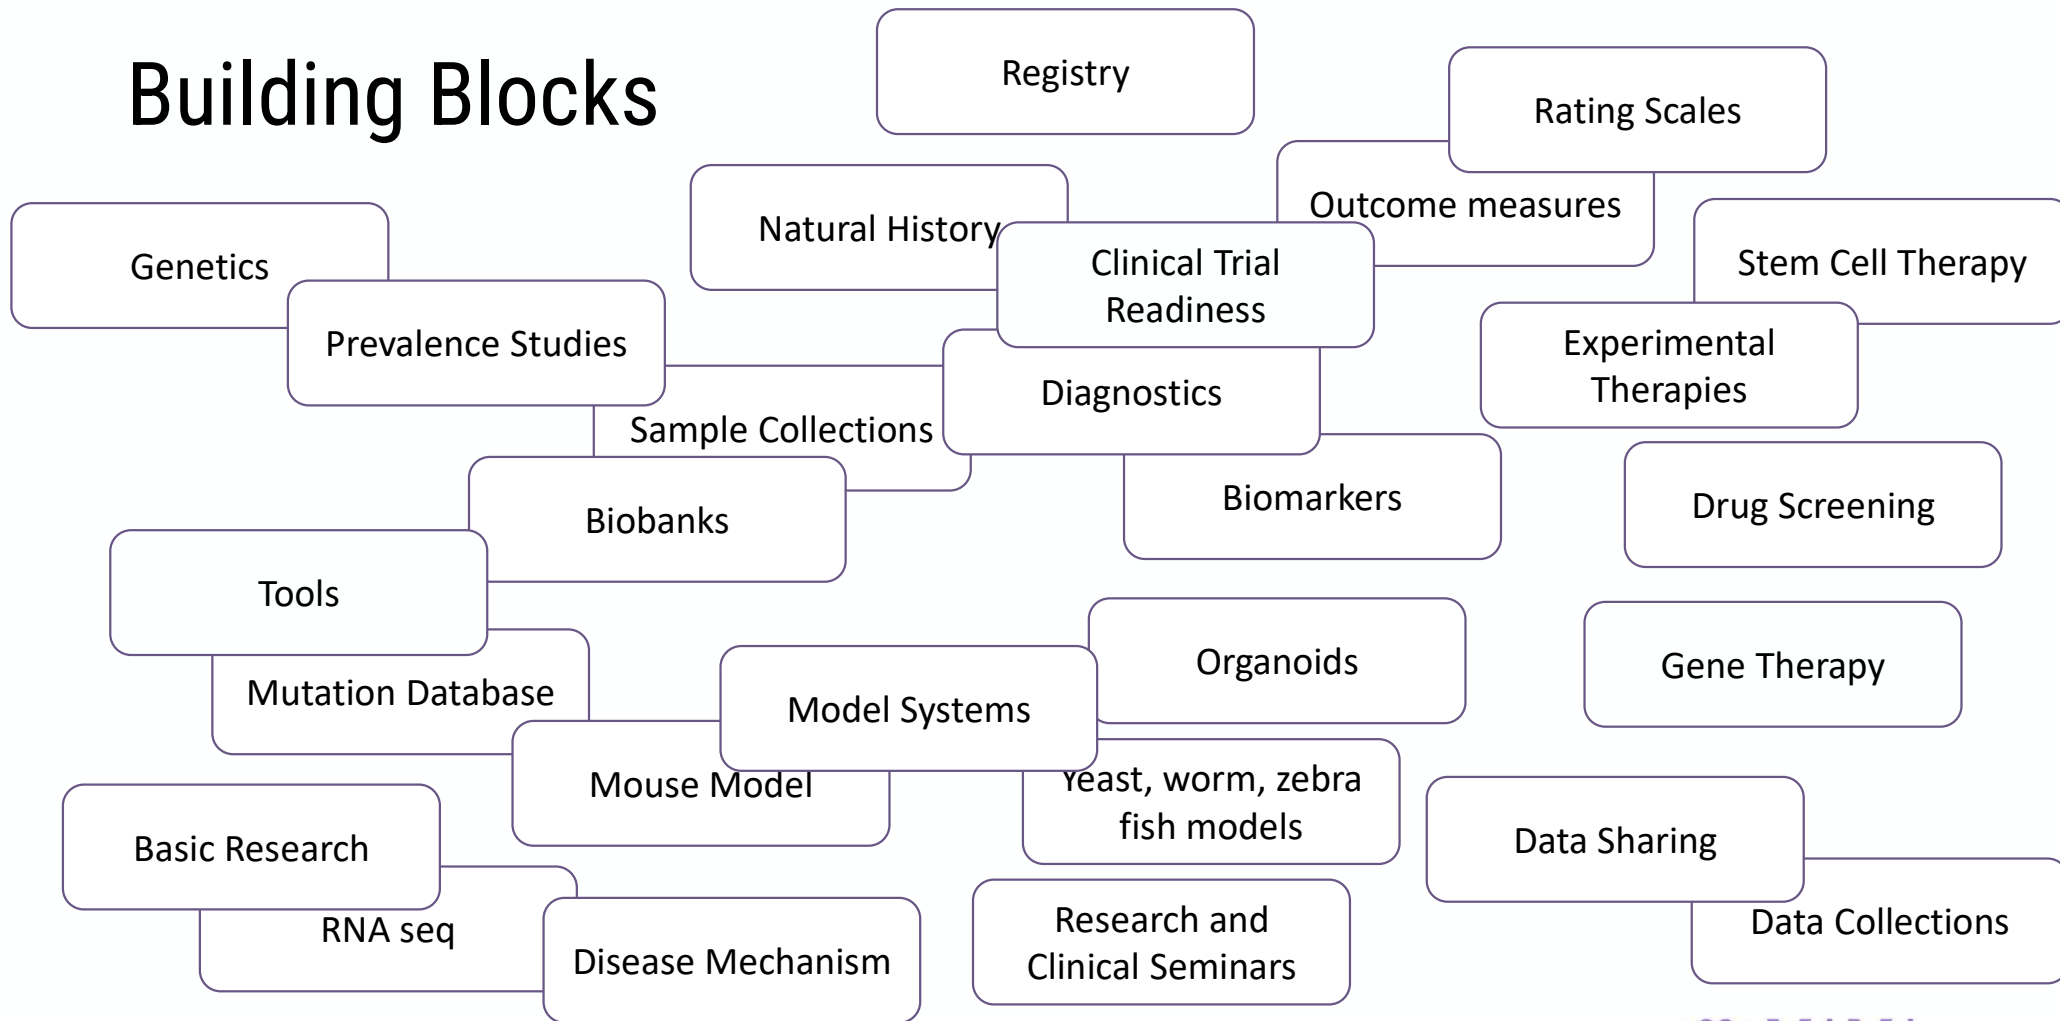 Building Blocks
Registry
Rating Scales
Outcome measures
Natural History
Genetics
Clinical Trial
Readiness
Stem Cell Therapy
Prevalence Studies
Experimental
Therapies
Diagnostics
Sample Collections
Biomarkers
Drug Screening
Biobanks
Tools
Organoids
Gene Therapy
Mutation Database
Model Systems
Mouse Model
Yeast, worm, zebra
fish models
Basic Research
Data Sharing
RNA seq
Disease Mechanism
Research and
Clinical Seminars
Data Collections